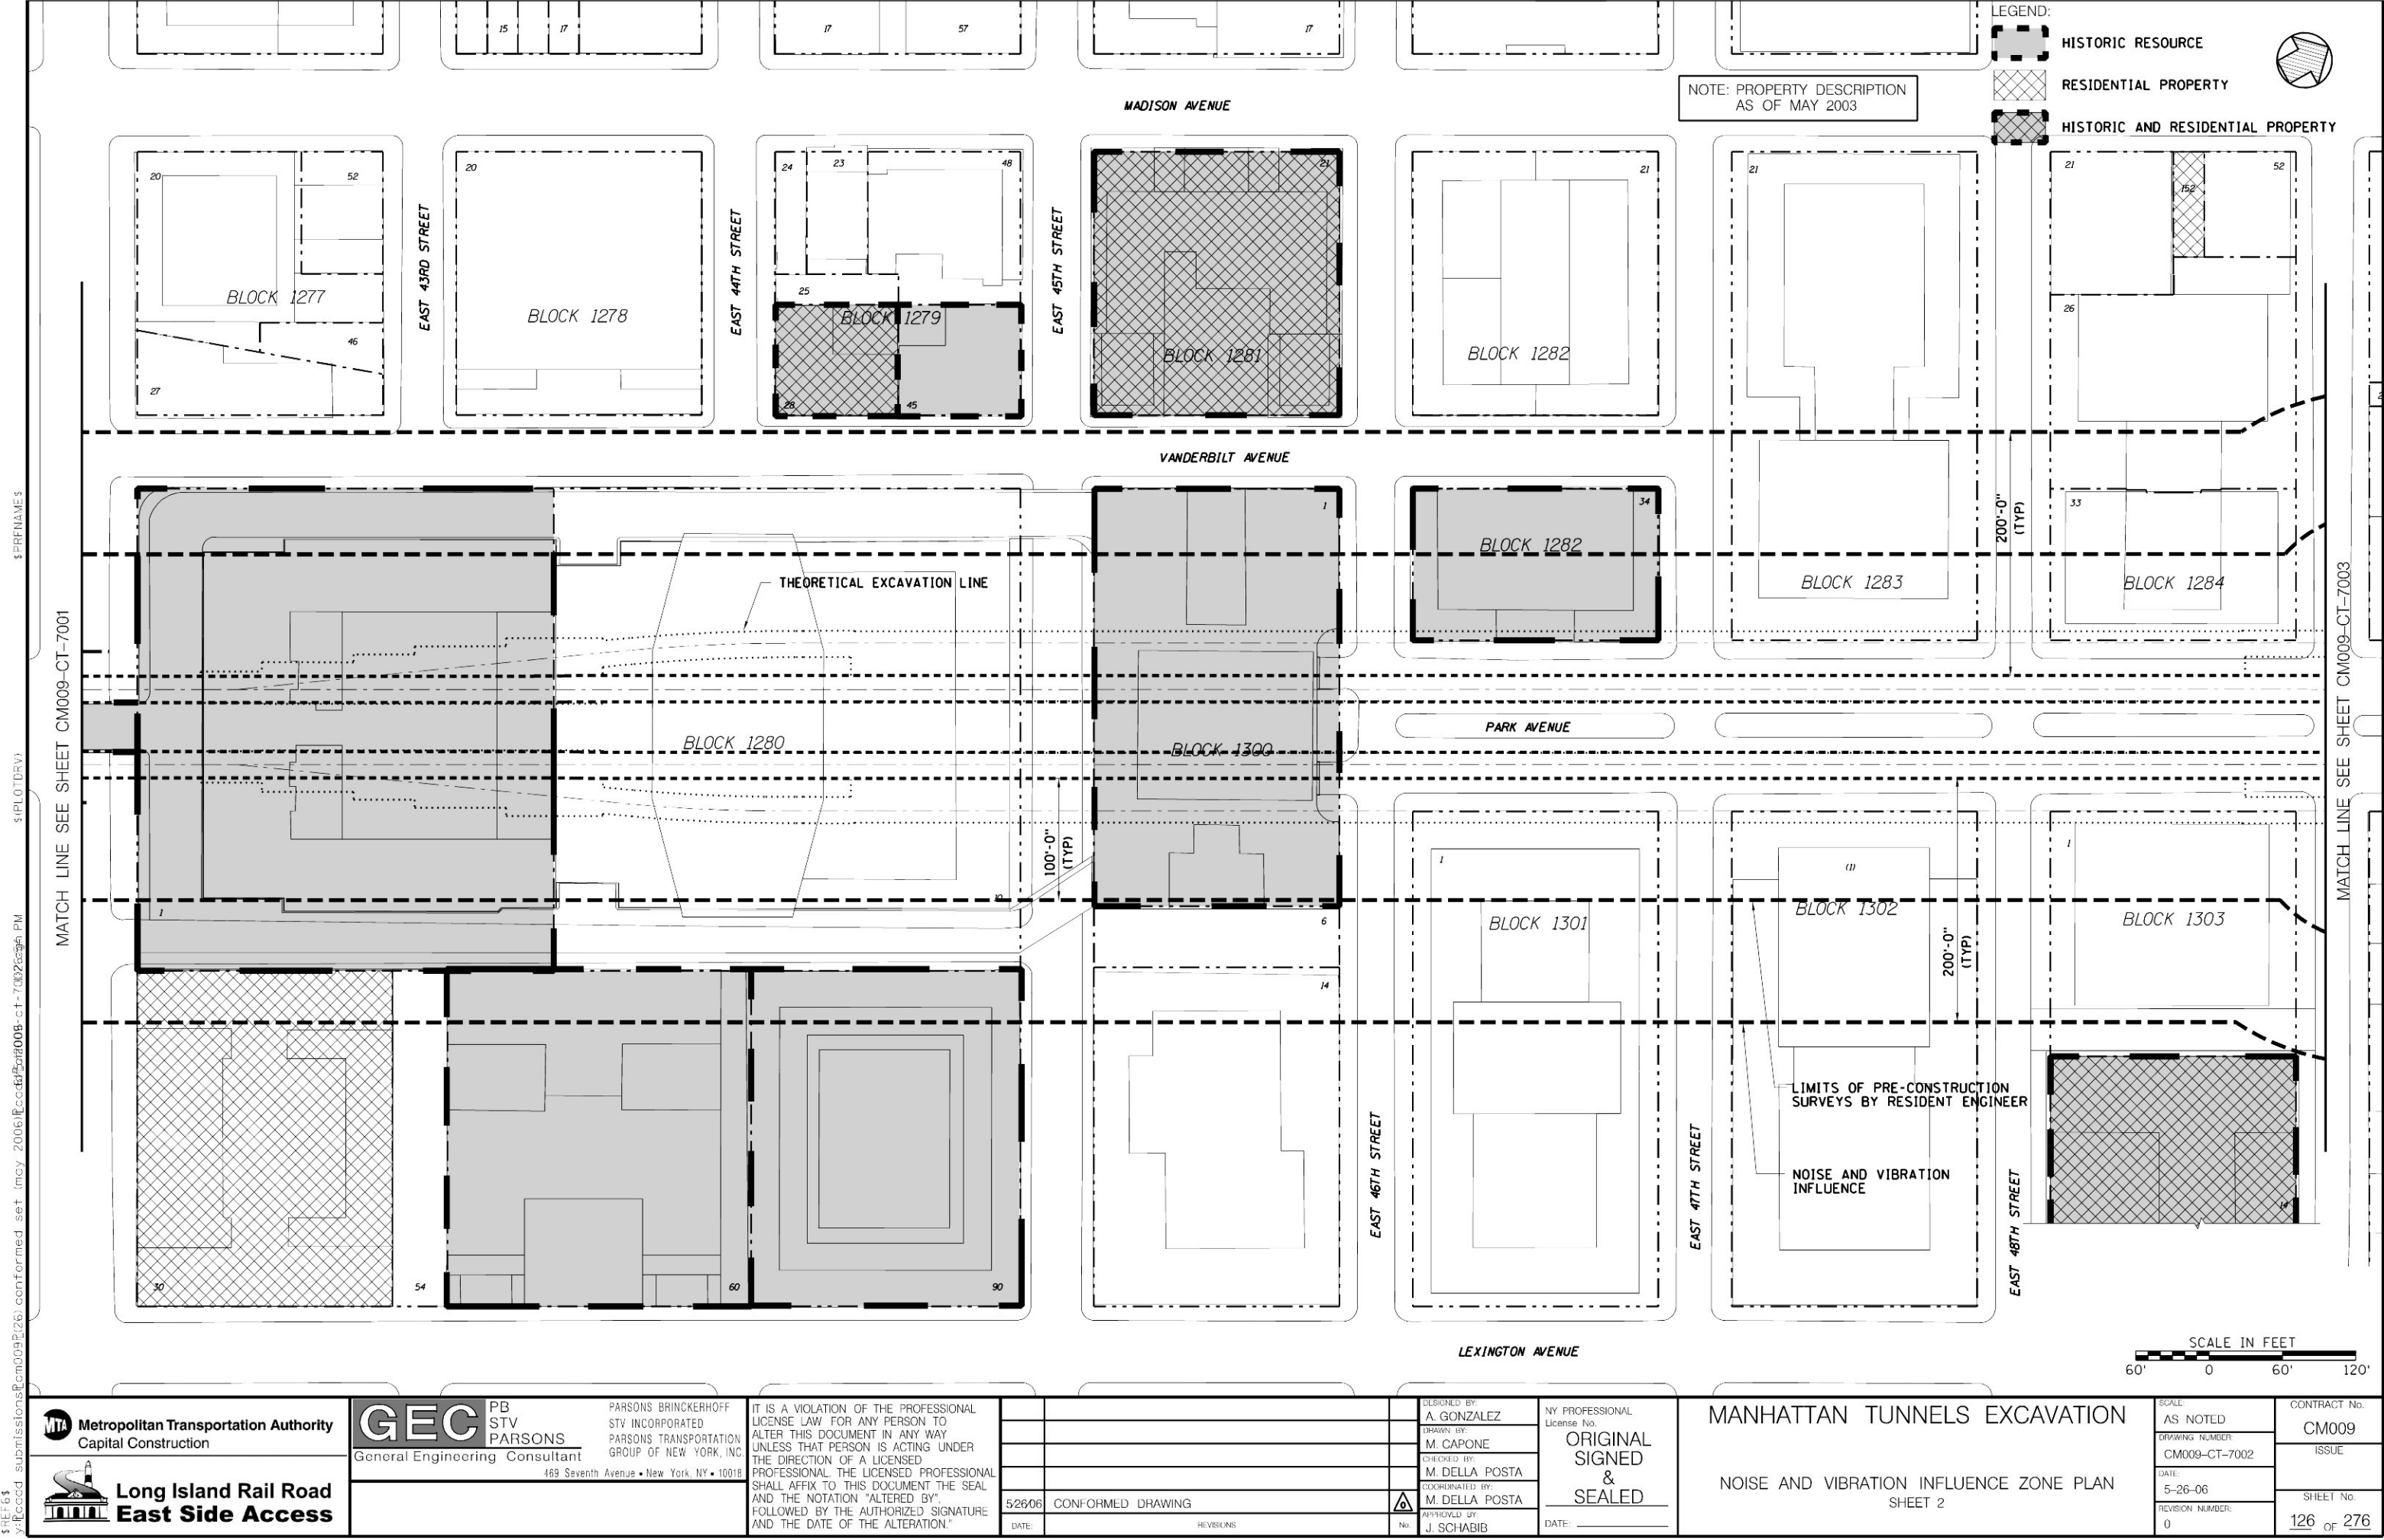 LEGEND:
HISTORIC RESOURCE
RESIDENTIAL PROPERTY
HISTORIC AND RESIDENTIAL PROPERTY
NOTE: PROPERTY DESCRIPTION
AS OF MAY 2003
15
17
17
57
17
MADISON AVENUE
20
52
BLOCK 1277
46
27
EAST 43RD STREET
20
BLOCK 1278
EAST 44TH STREET
24
23
48
25
BLOCK 1279
28
45
EAST 45TH STREET
21
BLOCK 1281
21
BLOCK 1282
21
21
152
52
26
VANDERBILT AVENUE
1
34
BLOCK 1282
200'-0"
(TYP)
33
BLOCK 1283
BLOCK 1284
THEORETICAL EXCAVATION LINE
MATCH LINE SEE SHEET CM009-CT-7001
MATCH LINE SEE SHEET CM009-CT-7003
BLOCK 1280
BLOCK 1300
PARK AVENUE
100'-0"
(TYP)
1
10
6
14
1
BLOCK 1301
(1)
BLOCK 1302
200'-0"
(TYP)
1
BLOCK 1303
LIMITS OF PRE-CONSTRUCTION
SURVEYS BY RESIDENT ENGINEER
NOISE AND VIBRATION
INFLUENCE
EAST 46TH STREET
EAST 47TH STREET
EAST 48TH STREET
14
30
54
60
90
LEXINGTON AVENUE
SCALE IN FEET
60'
0
60'
120'
$PRFNAME$
$(PLOTDRV)
$REF6$
MTA
Metropolitan Transportation Authority
Capital Construction
Long Island Rail Road
East Side Access
GEC
PB
STV
PARSONS
General Engineering Consultant
PARSONS BRINCKERHOFF
STV INCORPORATED
PARSONS TRANSPORTATION
GROUP OF NEW YORK, INC
469 Seventh Avenue • New York, NY • 10018
IT IS A VIOLATION OF THE PROFESSIONAL
LICENSE LAW FOR ANY PERSON TO
ALTER THIS DOCUMENT IN ANY WAY
UNLESS THAT PERSON IS ACTING UNDER
THE DIRECTION OF A LICENSED
PROFESSIONAL. THE LICENSED PROFESSIONAL
SHALL AFFIX TO THIS DOCUMENT THE SEAL
AND THE NOTATION "ALTERED BY",
FOLLOWED BY THE AUTHORIZED SIGNATURE
AND THE DATE OF THE ALTERATION."
5/26/06
CONFORMED DRAWING
0
DATE:
REVISIONS
No.
DESIGNED BY:
A. GONZALEZ
DRAWN BY:
M. CAPONE
CHECKED BY:
M. DELLA POSTA
COORDINATED BY:
M. DELLA POSTA
APPROVED BY:
J. SCHABIB
NY PROFESSIONAL
License No.
ORIGINAL
SIGNED
&
SEALED
DATE:
MANHATTAN TUNNELS EXCAVATION
NOISE AND VIBRATION INFLUENCE ZONE PLAN
SHEET 2
SCALE:
AS NOTED
DRAWING NUMBER:
CM009-CT-7002
DATE:
5-26-06
REVISION NUMBER:
0
CONTRACT No.
CM009
ISSUE
SHEET No.
126 OF 276